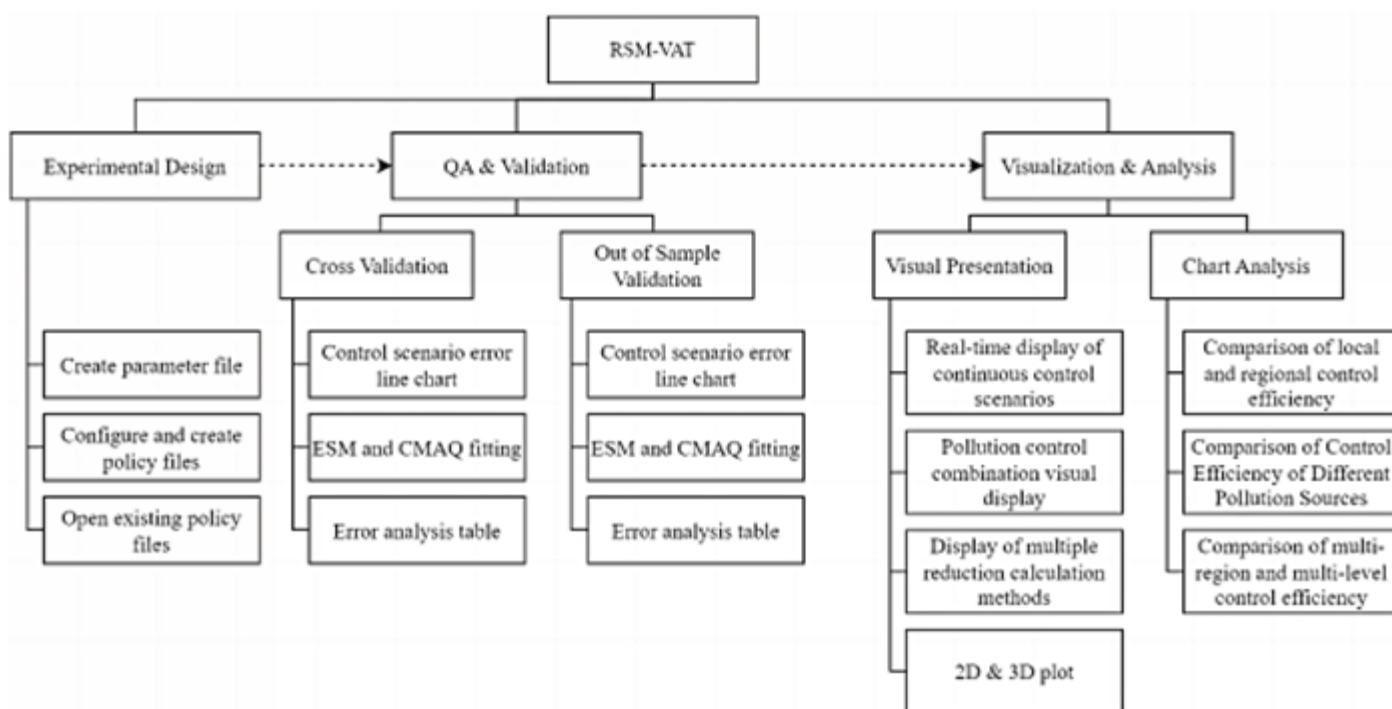 RSM-VAT
Experimental Design
QA & Validation
Visualization & Analysis
Cross Validation
Out of Sample
Validation
Visual Presentation
Chart Analysis
Create parameter file
Configure and create
policy files
Open existing policy
files
Control scenario error
line chart
ESM and CMAQ fitting
Error analysis table
Control scenario error
line chart
ESM and CMAQ fitting
Error analysis table
Real-time display of
continuous control
scenarios
Pollution control
combination visual
display
Display of multiple
reduction calculation
methods
2D & 3D plot
Comparison of local
and regional control
efficiency
Comparison of Control
Efficiency of Different
Pollution Sources
Comparison of multi-
region and multi-level
control efficiency